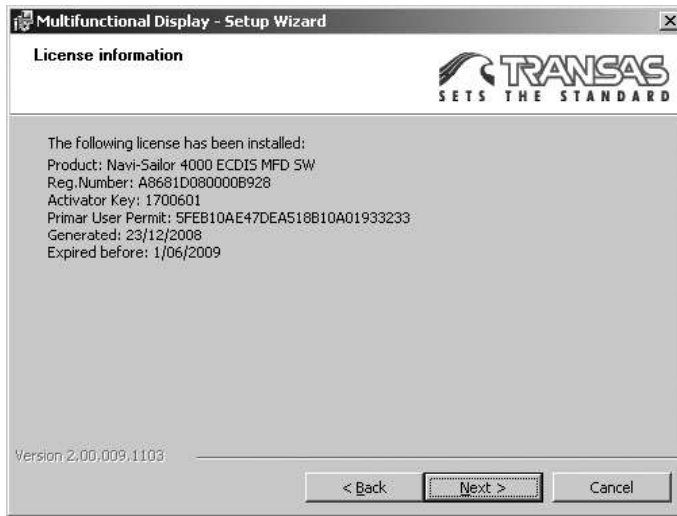 Multifunctional Display - Setup Wizard
License information
TRANSAS
SETS THE STANDARD
The following license has been installed:
Product: Navi-Sailor 4000 ECDIS MFD SW
Reg.Number: A8681D080000B928
Activator Key: 1700601
Primar User Permit: 5FEB10AE47DEA518B10A01933233
Generated: 23/12/2008
Expired before: 1/06/2009
Version 2.00.009.1103
< Back
Next >
Cancel